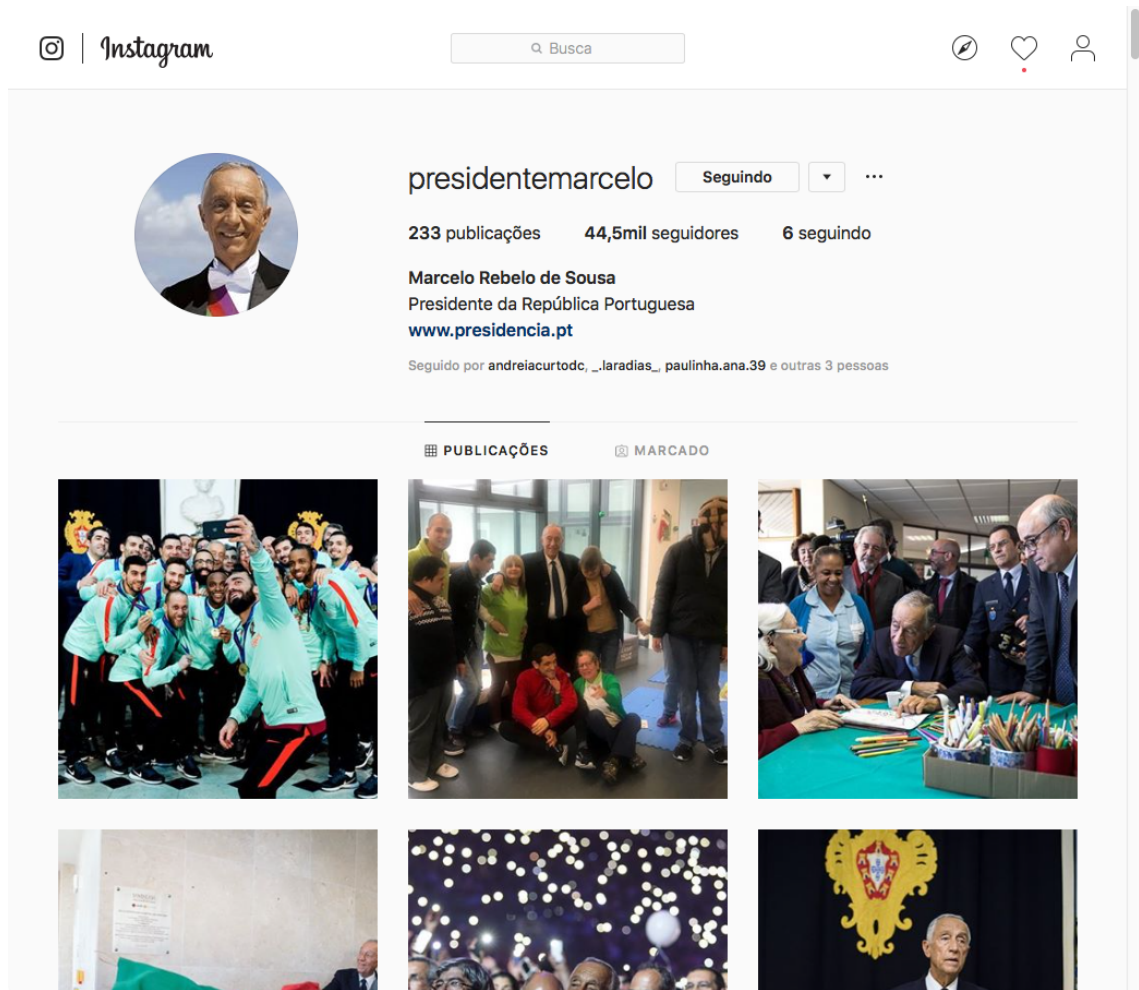 Instagram
Busca
presidentemarcelo Seguindo
233 publicações 44,5mil seguidores 6 seguindo
Marcelo Rebelo de Sousa
Presidente da República Portuguesa
www.presidencia.pt
Seguido por andreiacurtodc, _.laradias_, paulinha.ana.39 e outras 3 pessoas
PUBLICAÇÕES MARCADO